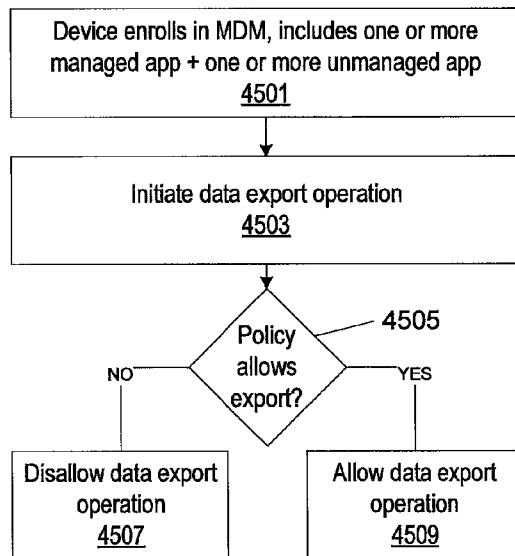 Device enrolls in MDM, includes one or more
managed app + one or more unmanaged app
4501
Initiate data export operation
4503
4505
Policy
allows
export?
NO
YES
Disallow data export
operation
4507
Allow data export
operation
4509